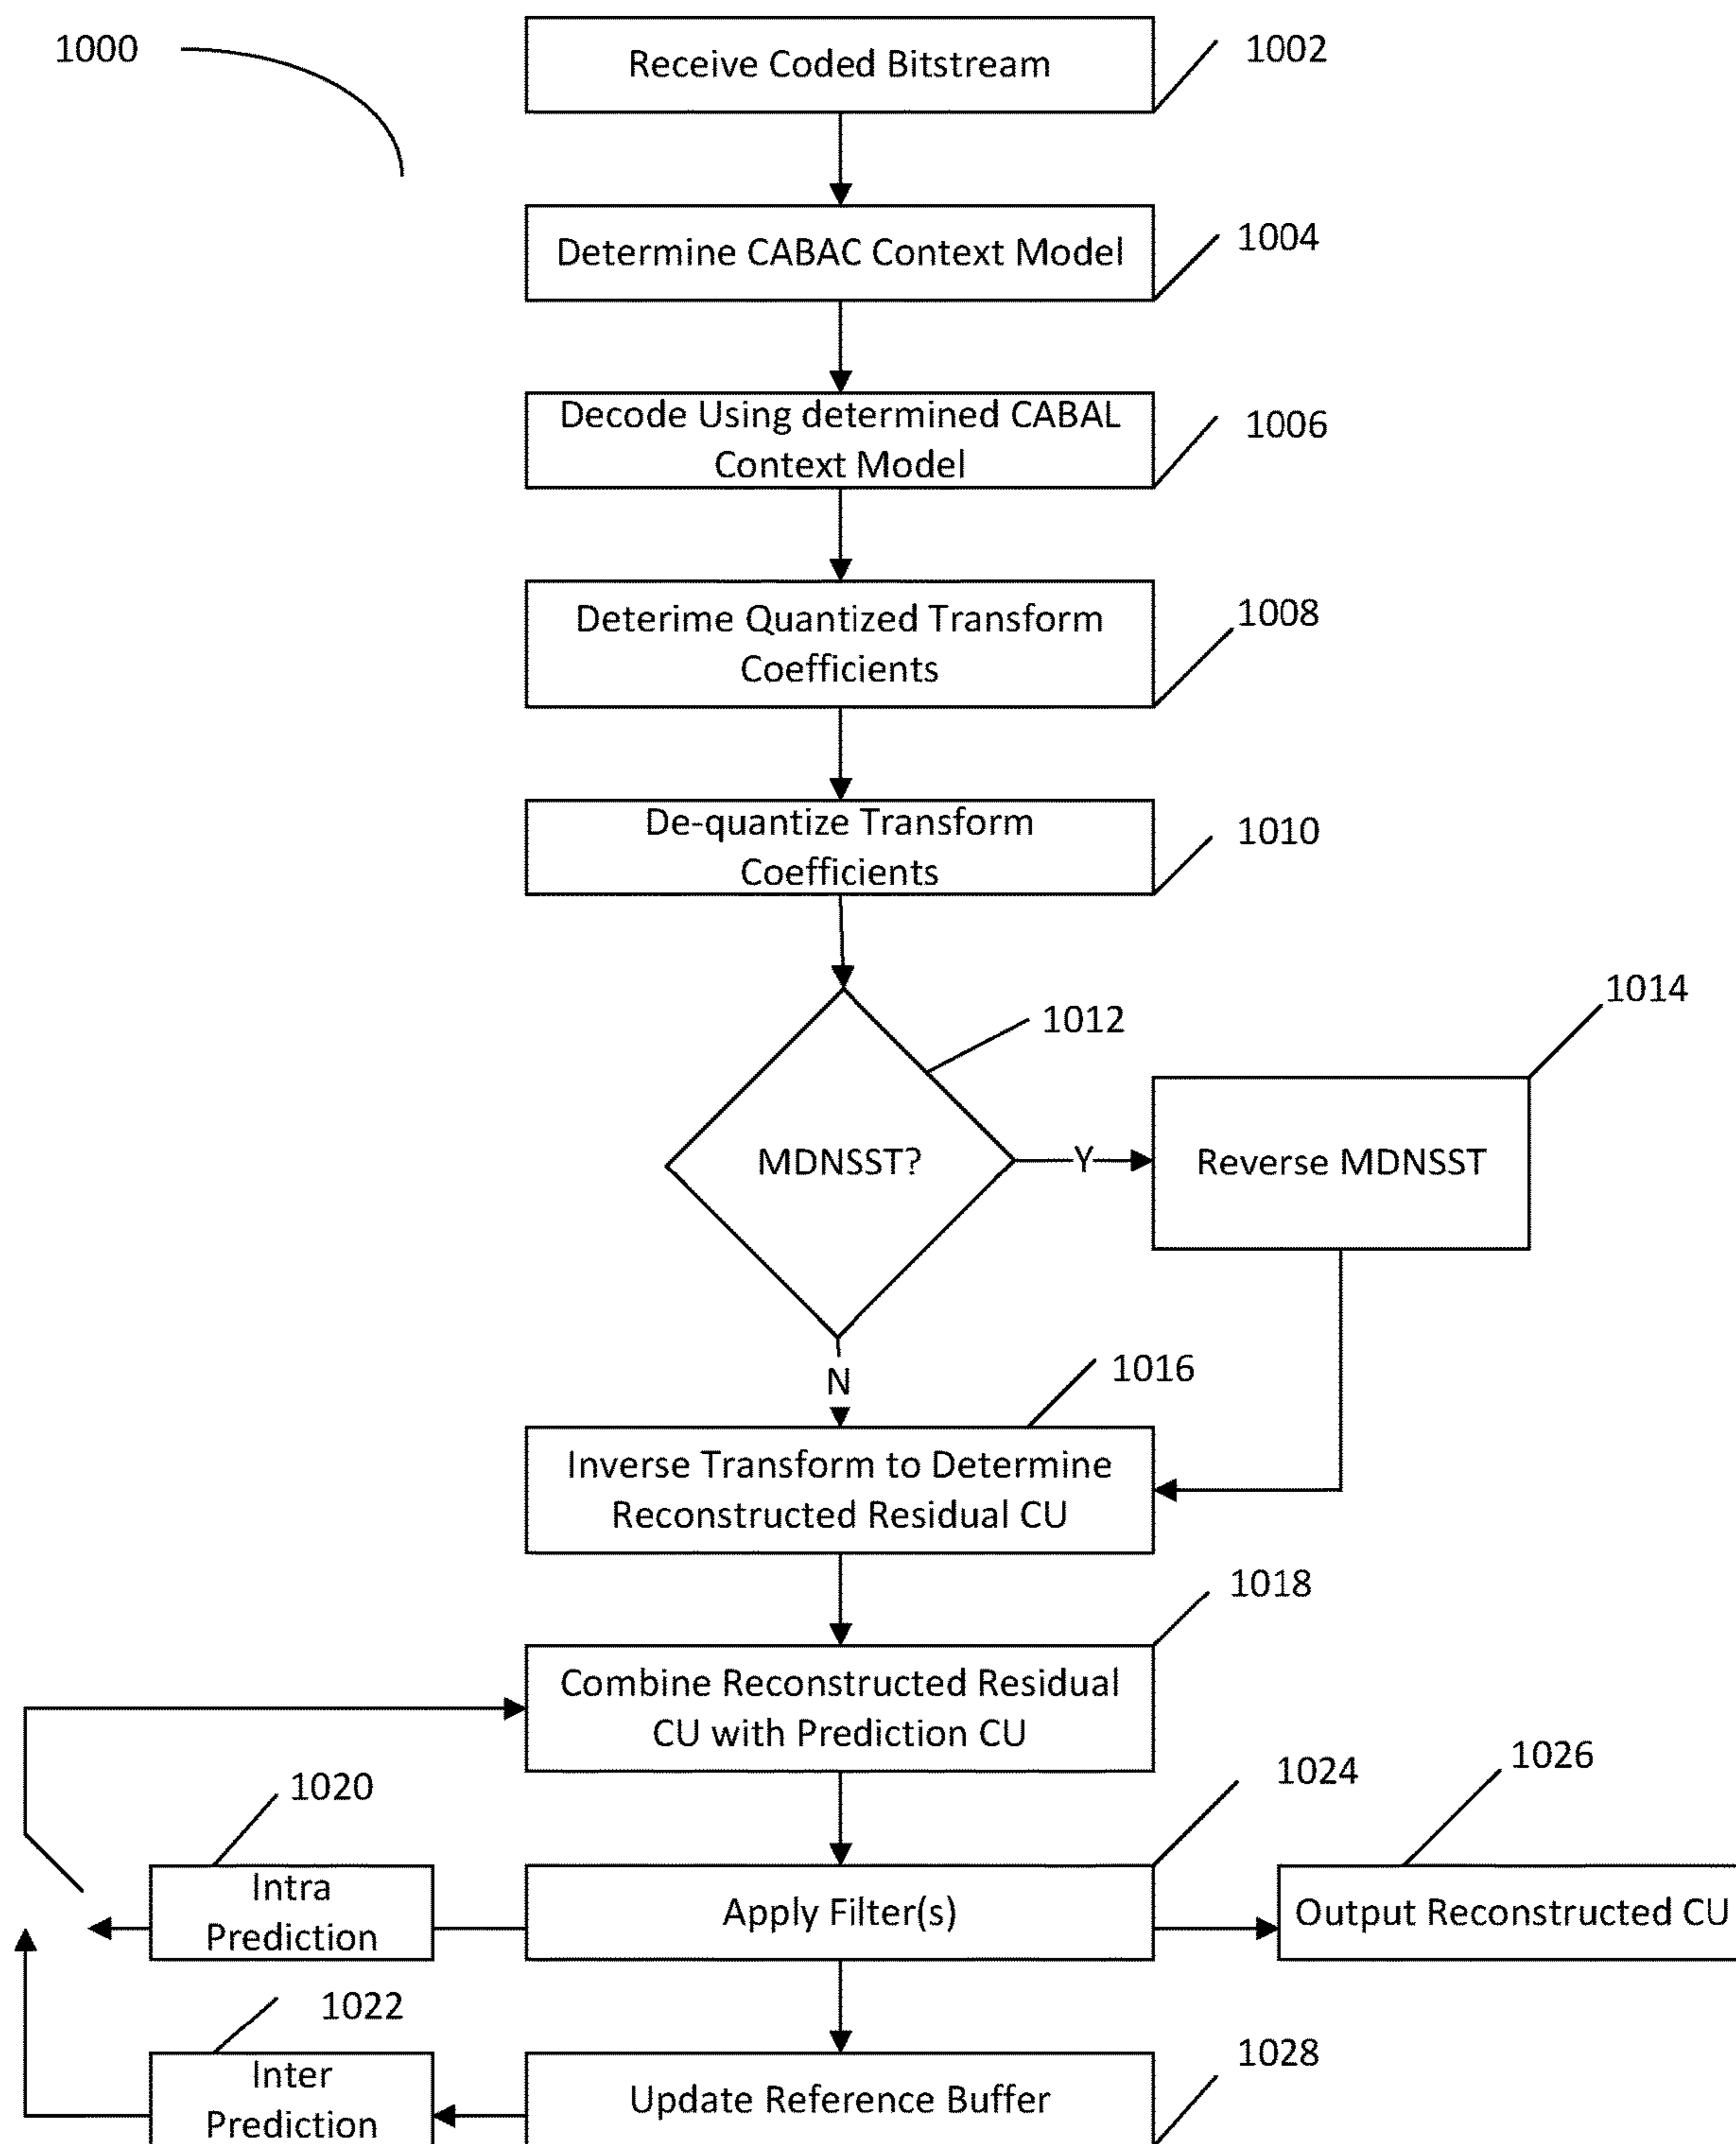 1000
Receive Coded Bitstream
1002
Determine CABAC Context Model
1004
Decode Using determined CABAL
Context Model
1006
Deterime Quantized Transform
Coefficients
1008
De-quantize Transform
Coefficients
1010
1012
1014
MDNSST?
Y
Reverse MDNSST
N
1016
Inverse Transform to Determine
Reconstructed Residual CU
1018
Combine Reconstructed Residual
CU with Prediction CU
1020
1024
1026
Intra
Prediction
Apply Filter(s)
Output Reconstructed CU
1022
1028
Inter
Prediction
Update Reference Buffer